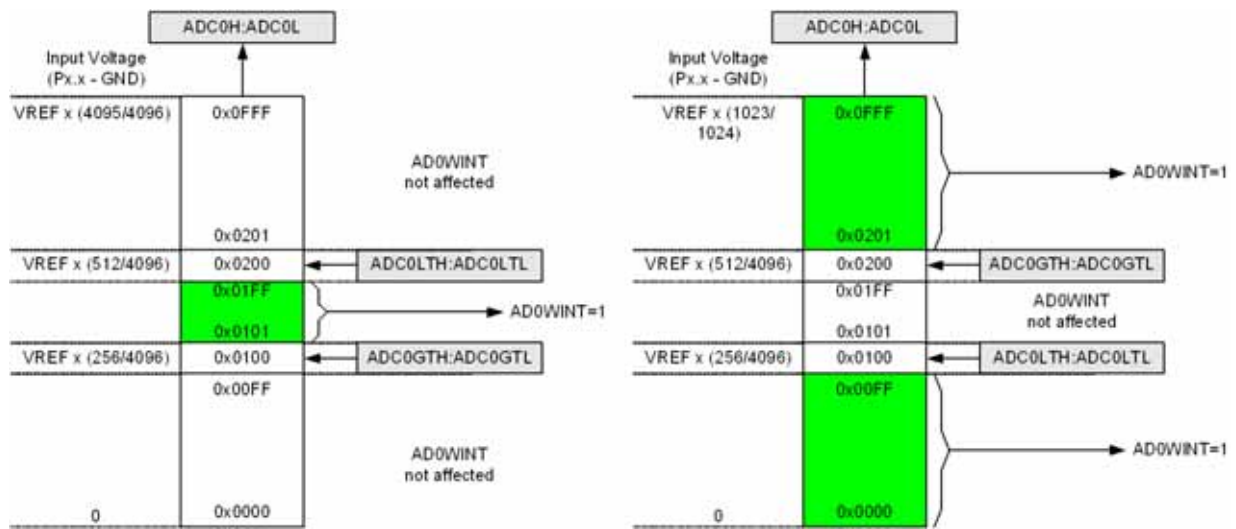 ADC0H:ADC0L
Input Voltage
(Px.x - GND)
VREF x (4095/4096)
0x0FFF
AD0WINT
not affected
0x0201
VREF x (512/4096)
0x0200
ADC0LTH:ADC0LTL
0x01FF
AD0WINT=1
0x0101
VREF x (256/4096)
0x0100
ADC0GTH:ADC0GTL
0x00FF
AD0WINT
not affected
0
0x0000
ADC0H:ADC0L
Input Voltage
(Px.x - GND)
VREF x (1023/
1024)
0x0FFF
AD0WINT=1
0x0201
VREF x (512/4096)
0x0200
ADC0GTH:ADC0GTL
0x01FF
AD0WINT
not affected
0x0101
VREF x (256/4096)
0x0100
ADC0LTH:ADC0LTL
0x00FF
AD0WINT=1
0
0x0000